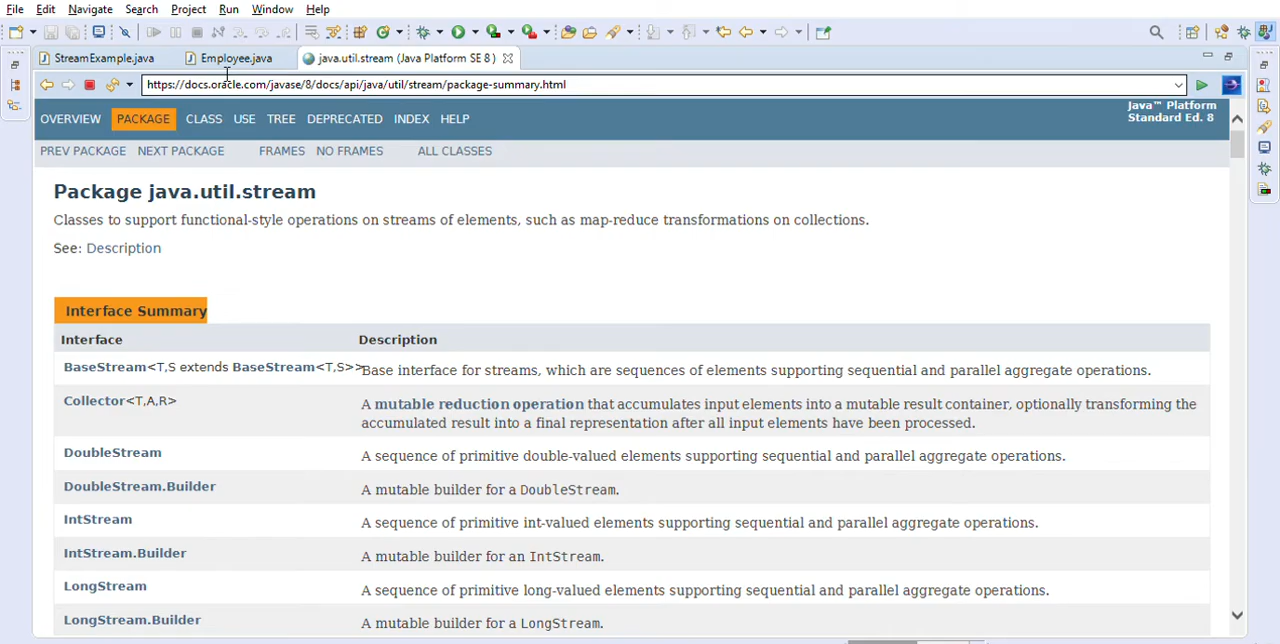 File Edit Navigate Search Project Run Window Help
StreamExample.java Employee.java java.util.stream (Java Platform SE 8 )
https://docs.oracle.com/javase/8/docs/api/java/util/stream/package-summary.html
OVERVIEW PACKAGE CLASS USE TREE DEPRECATED INDEX HELP
Java™ Platform
Standard Ed. 8
PREV PACKAGE NEXT PACKAGE FRAMES NO FRAMES ALL CLASSES
Package java.util.stream
Classes to support functional-style operations on streams of elements, such as map-reduce transformations on collections.
See: Description
Interface Summary
Interface Description
BaseStream<T,S extends BaseStream<T,S>> Base interface for streams, which are sequences of elements supporting sequential and parallel aggregate operations.
Collector<T,A,R> A mutable reduction operation that accumulates input elements into a mutable result container, optionally transforming the
accumulated result into a final representation after all input elements have been processed.
DoubleStream A sequence of primitive double-valued elements supporting sequential and parallel aggregate operations.
DoubleStream.Builder A mutable builder for a DoubleStream.
IntStream A sequence of primitive int-valued elements supporting sequential and parallel aggregate operations.
IntStream.Builder A mutable builder for an IntStream.
LongStream A sequence of primitive long-valued elements supporting sequential and parallel aggregate operations.
LongStream.Builder A mutable builder for a LongStream.